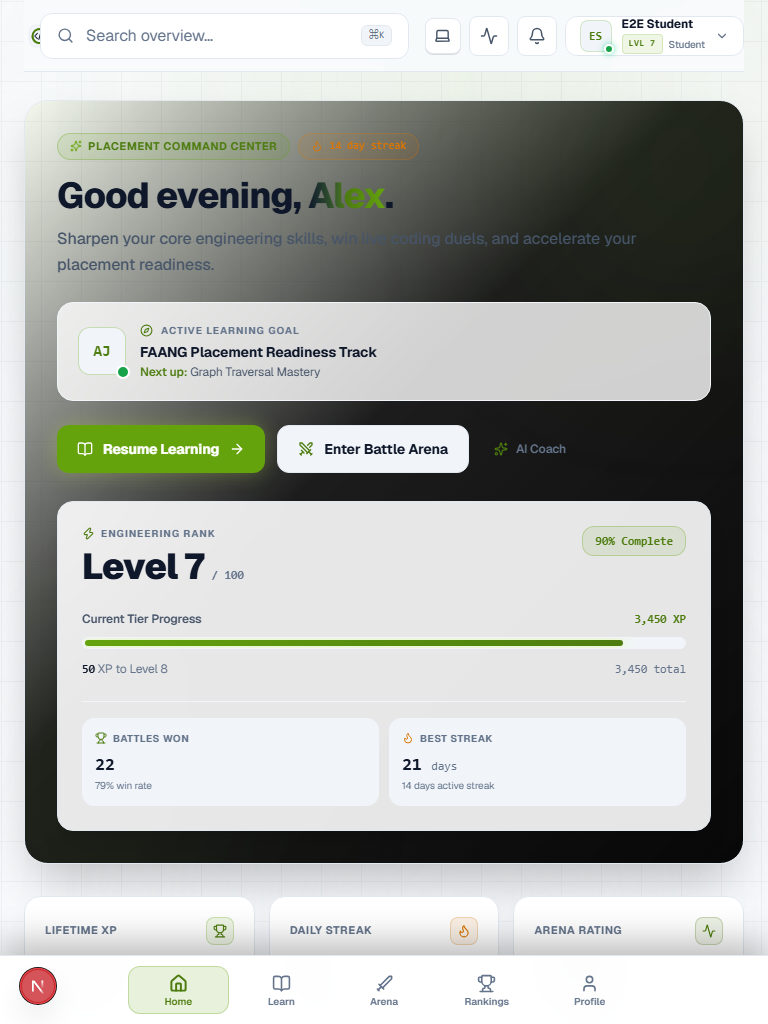 Search overview...
⌘K
ES
E2E Student
LVL 7
Student
PLACEMENT COMMAND CENTER
14 day streak
Good evening, Alex.
Sharpen your core engineering skills, win live coding duels, and accelerate your
placement readiness.
AJ
ACTIVE LEARNING GOAL
FAANG Placement Readiness Track
Next up: Graph Traversal Mastery
Resume Learning
Enter Battle Arena
AI Coach
ENGINEERING RANK
90% Complete
Level 7 / 100
Current Tier Progress
3,450 XP
50 XP to Level 8
3,450 total
BATTLES WON
22
79% win rate
BEST STREAK
21 days
14 days active streak
LIFETIME XP
DAILY STREAK
ARENA RATING
N
Home
Learn
Arena
Rankings
Profile